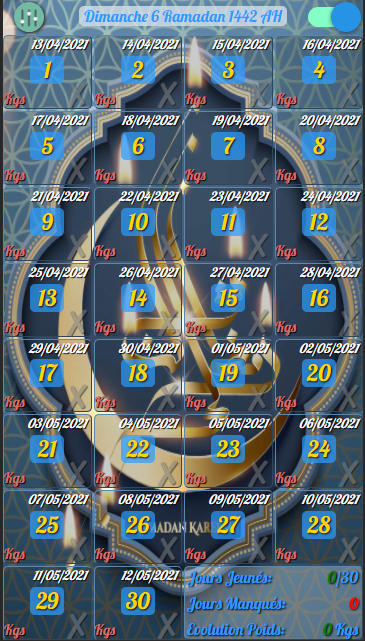 Dimanche 6 Ramadan 1442 AH
13/04/2021 14/04/2021 15/04/2021 16/04/2021
1 2 3 4
Kgs X Kgs X Kgs X Kgs X
17/04/2021 18/04/2021 19/04/2021 20/04/2021
5 6 7 8
Kgs X Kgs X Kgs X Kgs X
21/04/2021 22/04/2021 23/04/2021 24/04/2021
9 10 11 12
Kgs X Kgs X Kgs X Kgs X
25/04/2021 26/04/2021 27/04/2021 28/04/2021
13 14 15 16
Kgs X Kgs X Kgs X Kgs X
29/04/2021 30/04/2021 01/05/2021 02/05/2021
17 18 19 20
Kgs X Kgs X Kgs X Kgs X
03/05/2021 04/05/2021 05/05/2021 06/05/2021
21 22 23 24
Kgs X Kgs X Kgs X Kgs X
07/05/2021 08/05/2021 09/05/2021 10/05/2021
25 26 27 28
Kgs X Kgs X Kgs X Kgs X
11/05/2021 12/05/2021
29 30
Kgs X Kgs X
Jours Jeunés: 0/30
Jours Manqués: 0
Evolution Poids: 0 Kgs